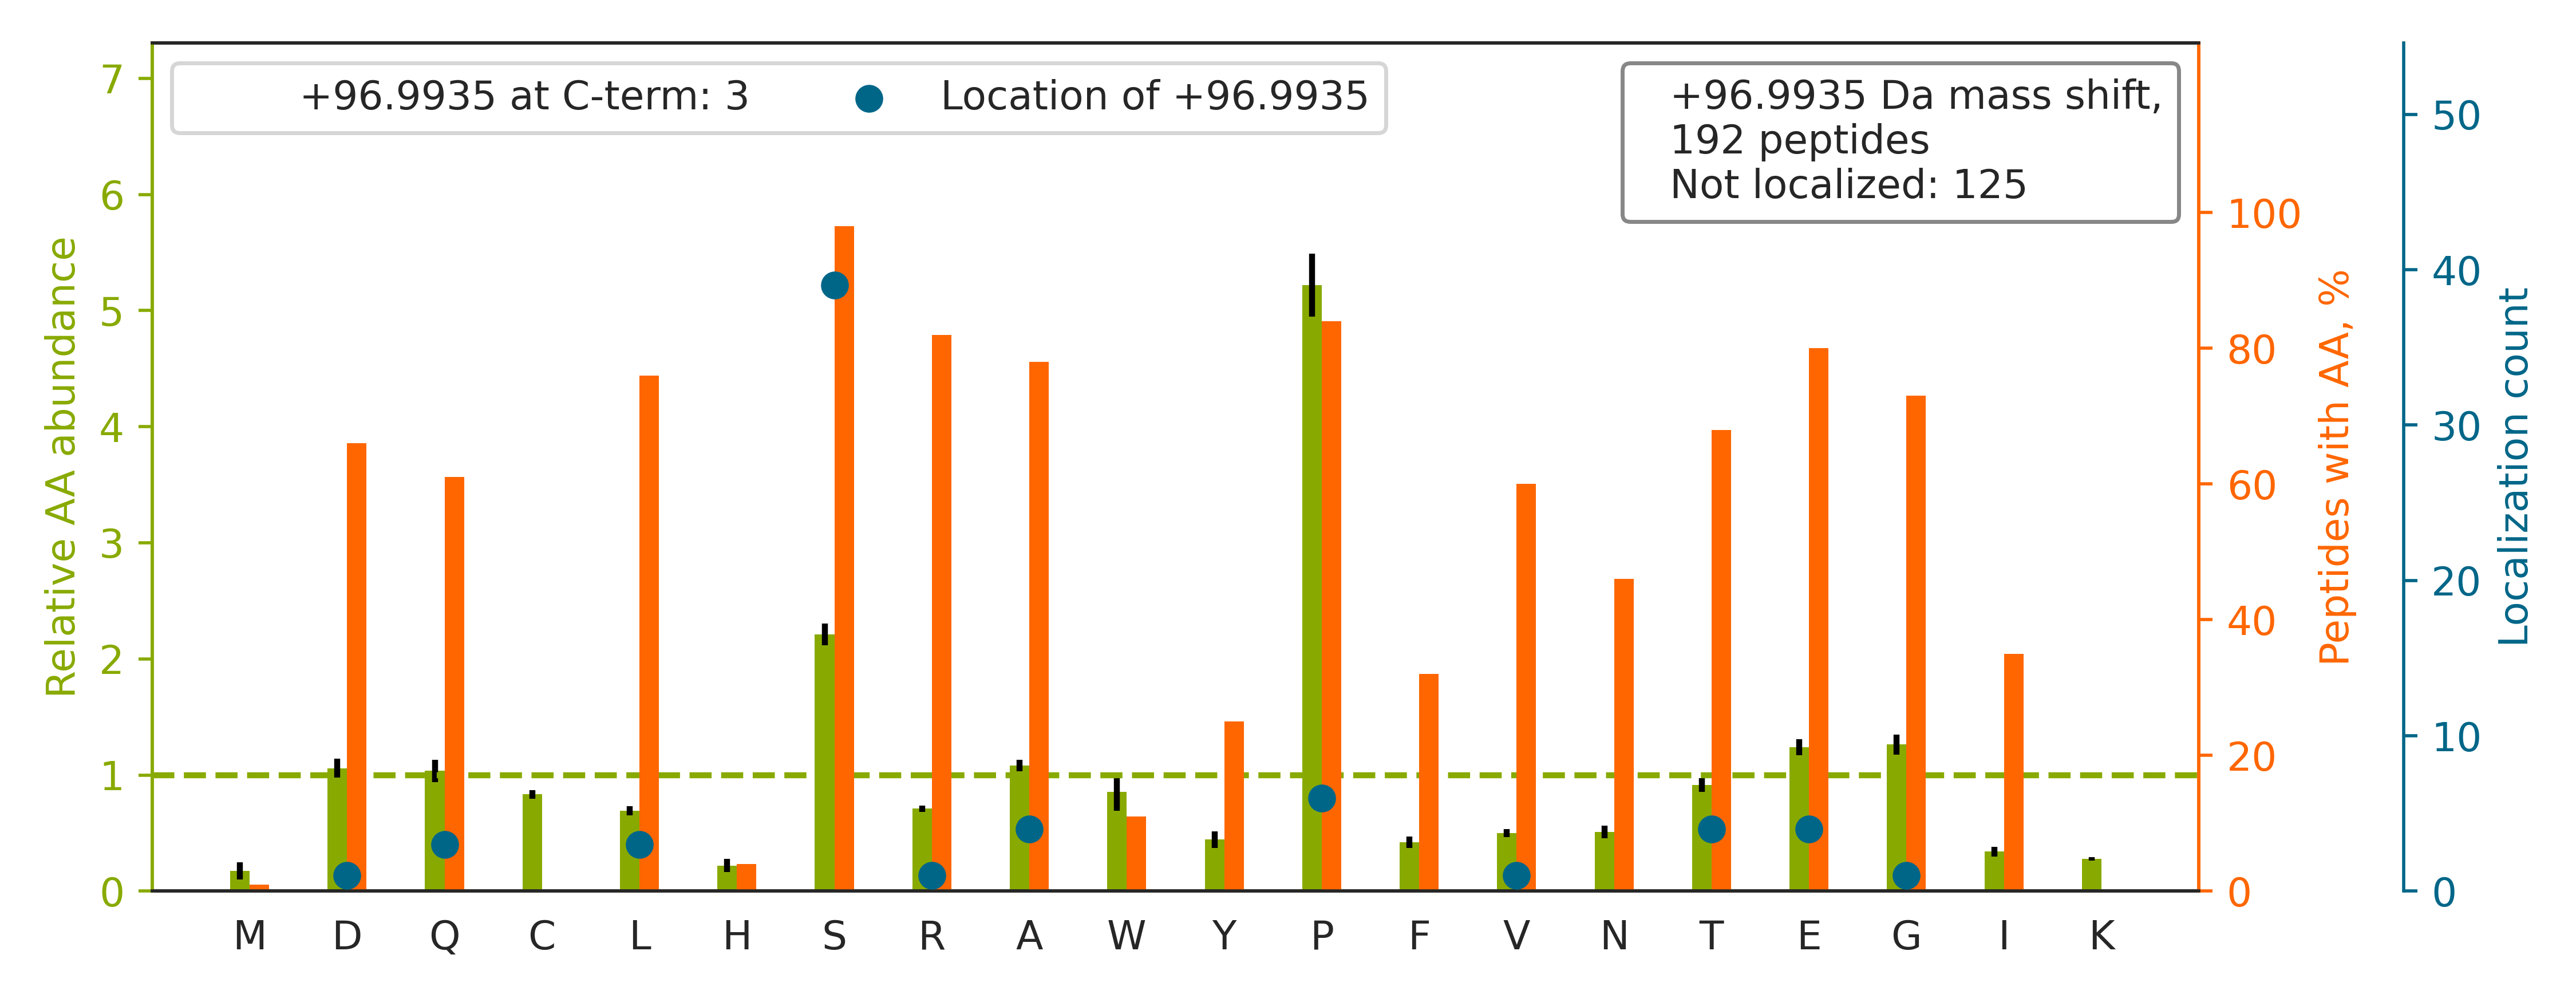 +96.9935 at C-term: 3
Location of +96.9935
+96.9935 Da mass shift,
192 peptides
Not localized: 125
Relative AA abundance
7
6
5
4
3
2
1
0
Peptides with AA, %
100
80
60
40
20
0
Localization count
50
40
30
20
10
0
M D Q C L H S R A W Y P F V N T E G I K